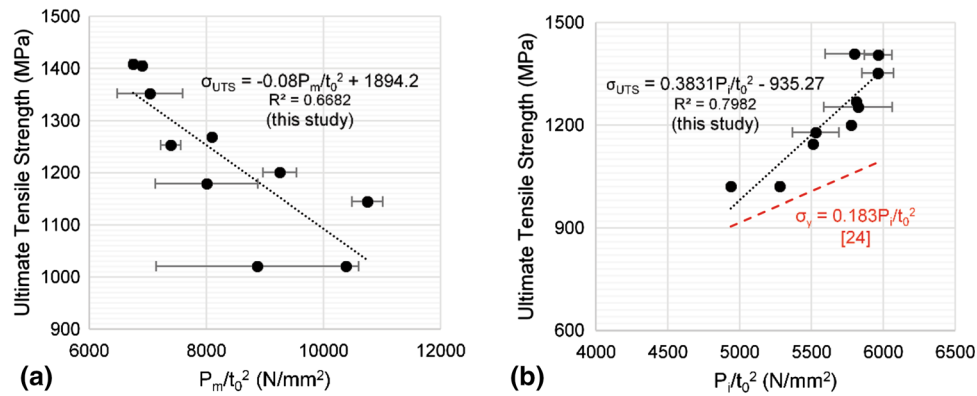 1500
1400
1300
1200
1100
1000
900
Ultimate Tensile Strength (MPa)
σUTS = -0.08Pm/t0² + 1894.2
R² = 0.6682
(this study)
6000 8000 10000 12000
(a) Pm/t0² (N/mm²)
1500
1200
900
600
Ultimate Tensile Strength (MPa)
σUTS = 0.3831Pi/t0² - 935.27
R² = 0.7982
(this study)
σy = 0.183Pi/t0²
[24]
4000 4500 5000 5500 6000 6500
(b) Pi/t0² (N/mm²)